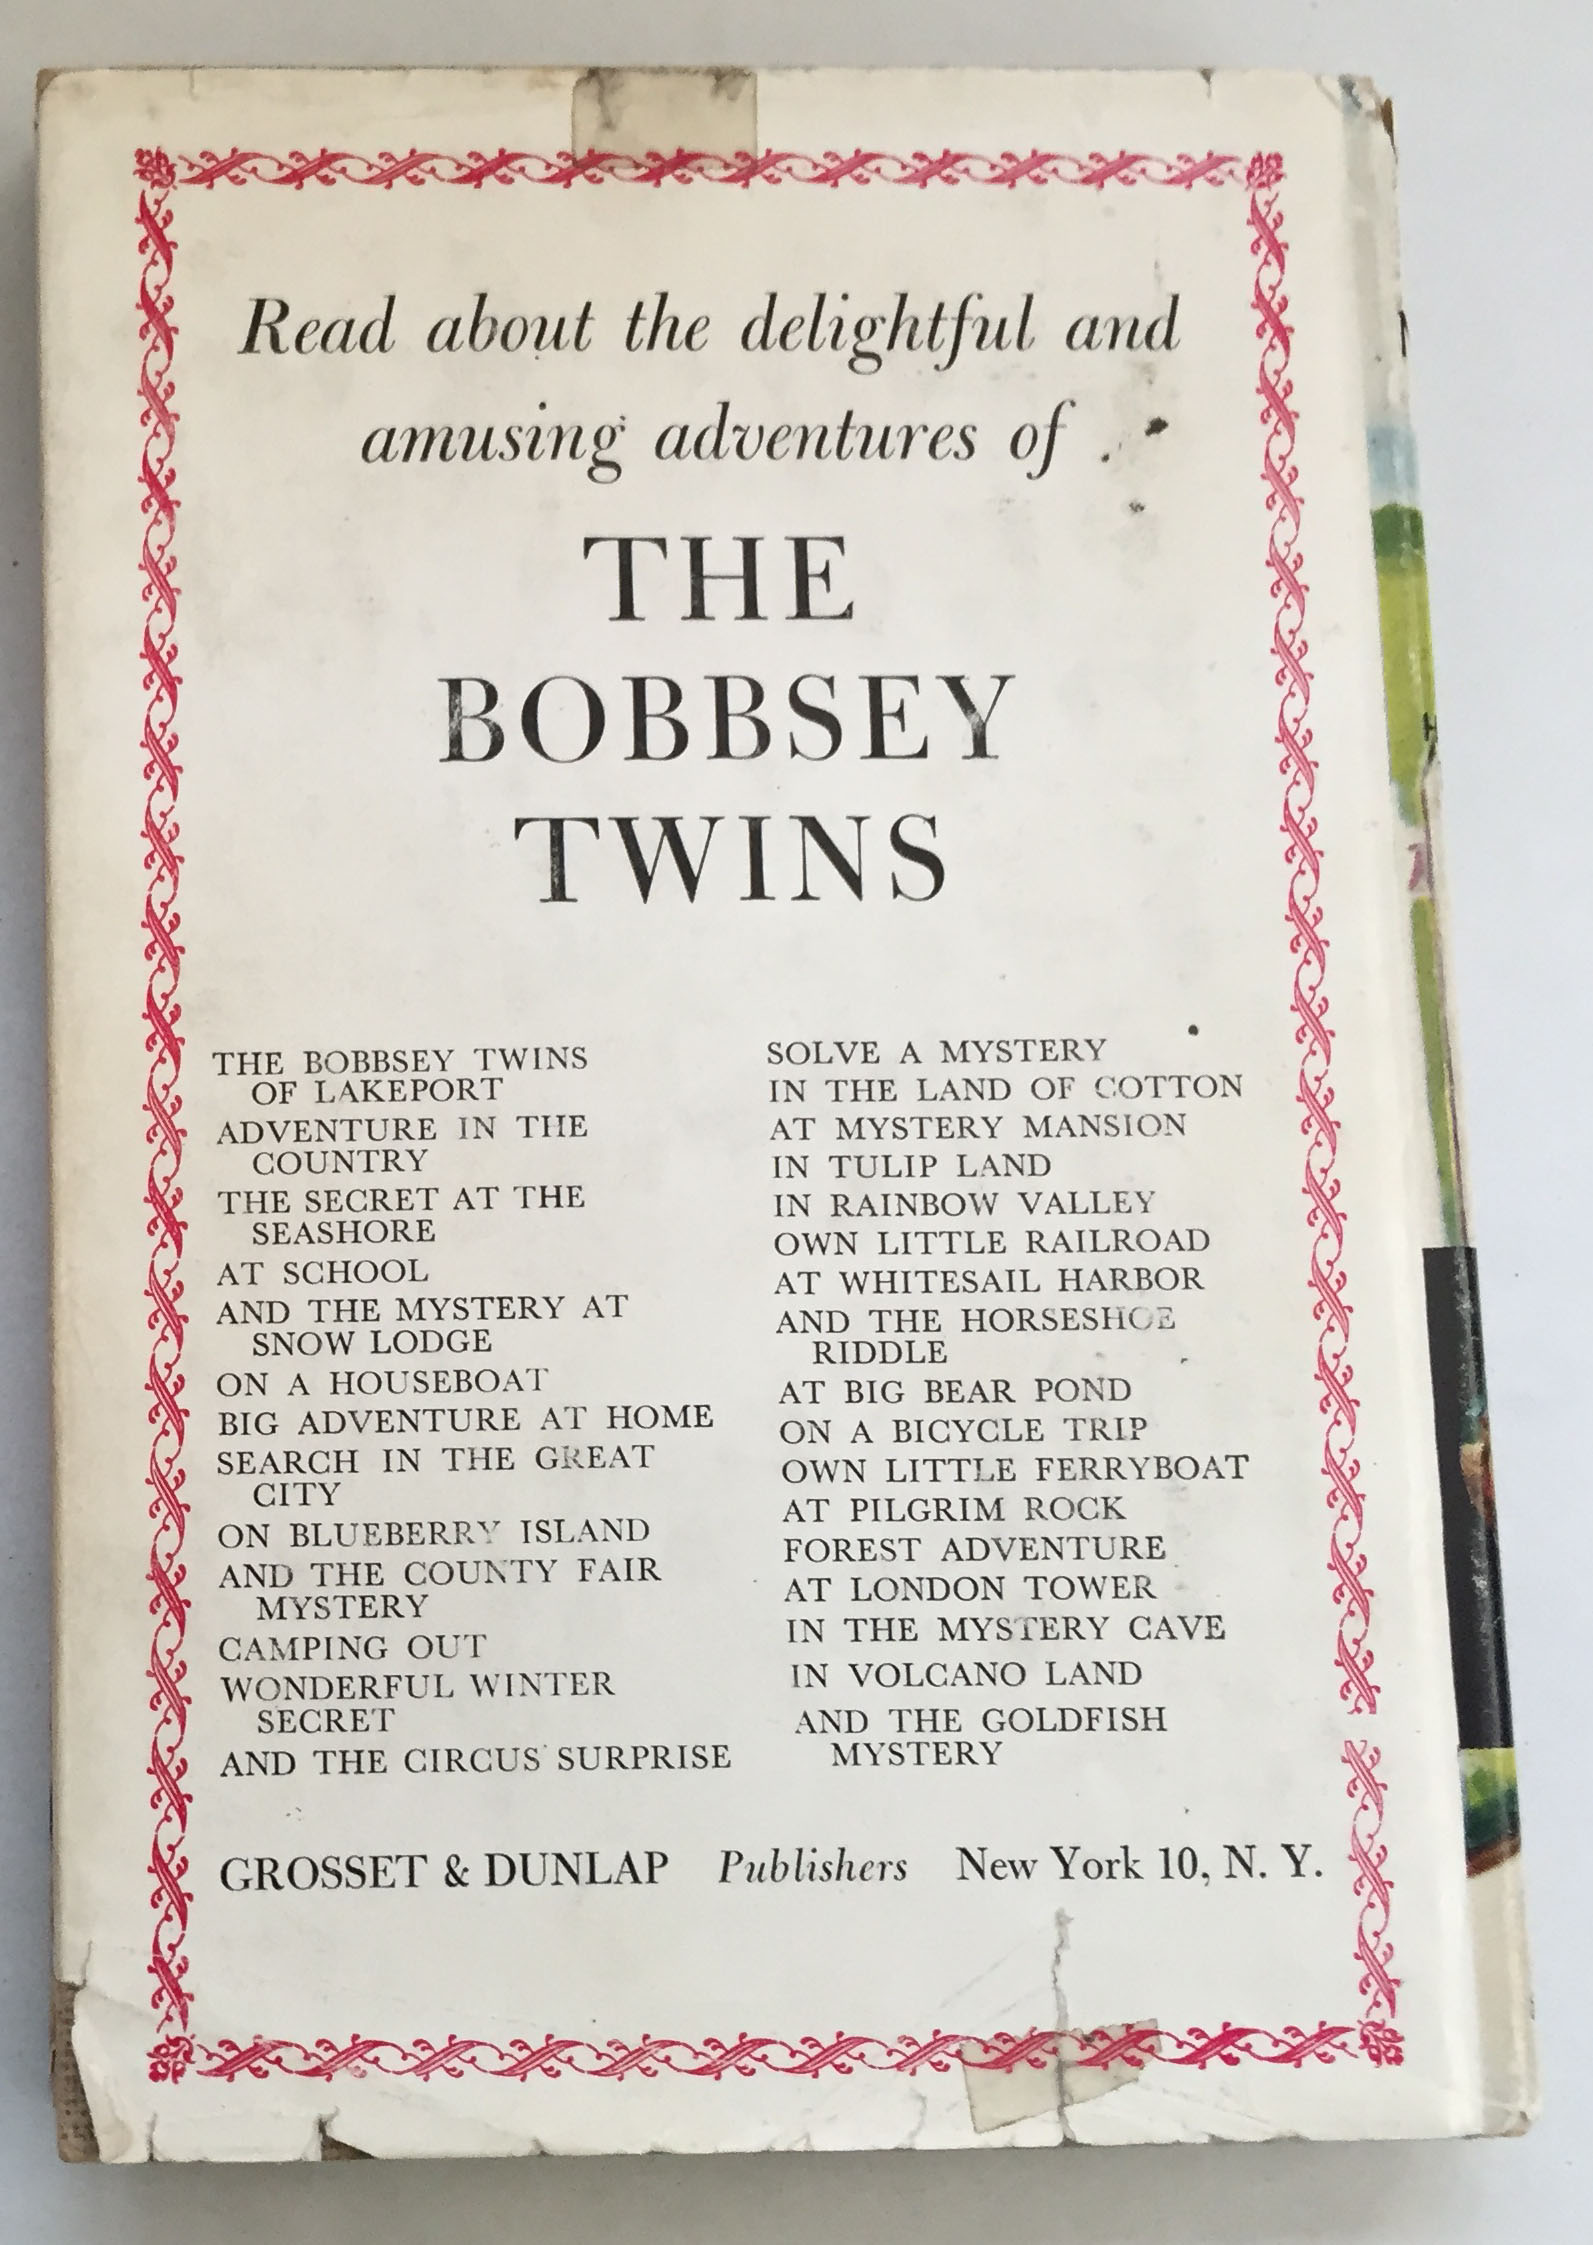 Read about the delightful and
amusing adventures of
THE
BOBBSEY
TWINS
THE BOBBSEY TWINS
OF LAKEPORT
ADVENTURE IN THE
COUNTRY
THE SECRET AT THE
SEASHORE
AT SCHOOL
AND THE MYSTERY AT
SNOW LODGE
ON A HOUSEBOAT
BIG ADVENTURE AT HOME
SEARCH IN THE GREAT
CITY
ON BLUEBERRY ISLAND
AND THE COUNTY FAIR
MYSTERY
CAMPING OUT
WONDERFUL WINTER
SECRET
AND THE CIRCUS SURPRISE
SOLVE A MYSTERY
IN THE LAND OF COTTON
AT MYSTERY MANSION
IN TULIP LAND
IN RAINBOW VALLEY
OWN LITTLE RAILROAD
AT WHITESAIL HARBOR
AND THE HORSESHOE
RIDDLE
AT BIG BEAR POND
ON A BICYCLE TRIP
OWN LITTLE FERRYBOAT
AT PILGRIM ROCK
FOREST ADVENTURE
AT LONDON TOWER
IN THE MYSTERY CAVE
IN VOLCANO LAND
AND THE GOLDFISH
MYSTERY
GROSSET & DUNLAP Publishers New York 10, N. Y.